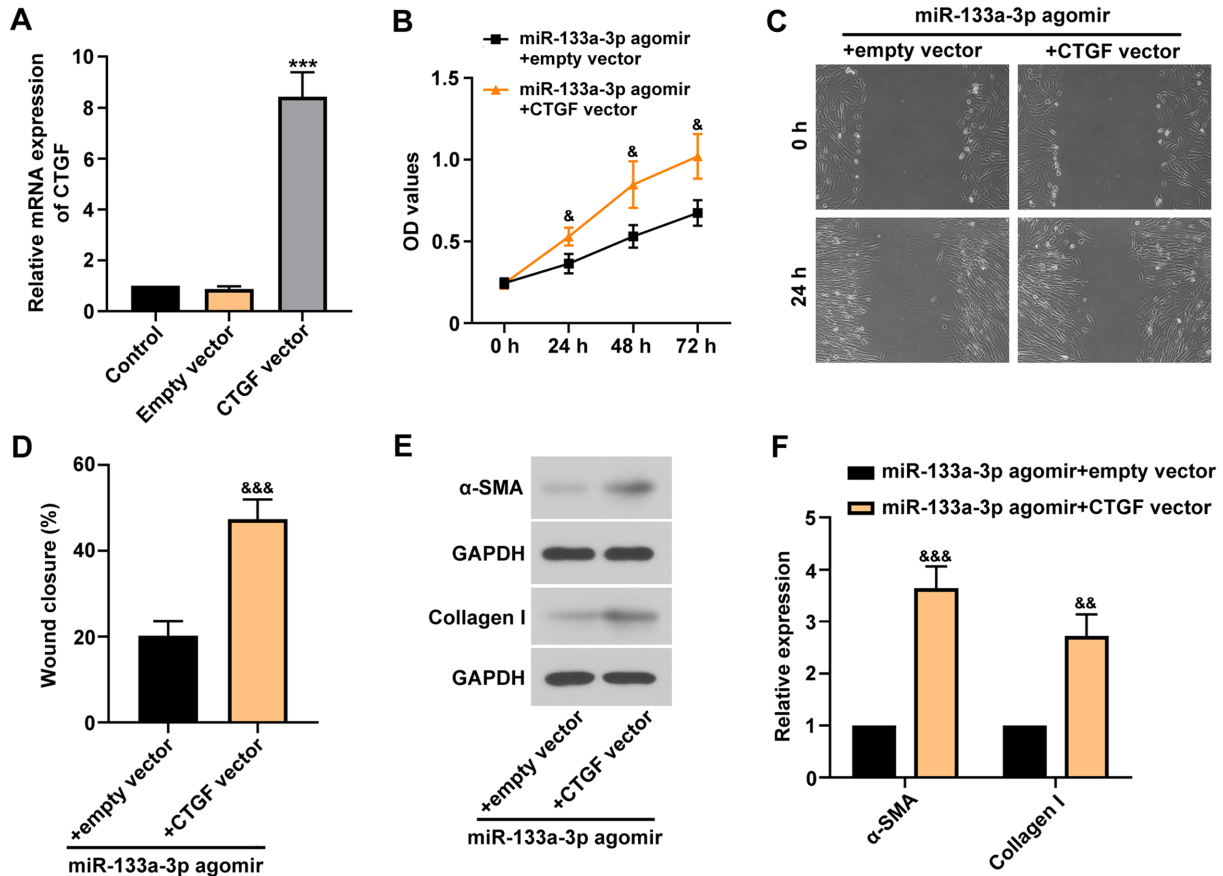 A
Relative mRNA expression
of CTGF
10
8
6
4
2
0
***
Control
Empty vector
CTGF vector
B
miR-133a-3p agomir
+empty vector
miR-133a-3p agomir
+CTGF vector
OD values
1.5
1.0
0.5
0
&
&
&
0 h
24 h
48 h
72 h
C
miR-133a-3p agomir
+empty vector
+CTGF vector
0 h
24 h
D
Wound closure (%)
60
40
20
0
&&&
+empty vector
+CTGF vector
miR-133a-3p agomir
E
α-SMA
GAPDH
Collagen I
GAPDH
+empty vector
+CTGF vector
miR-133a-3p agomir
F
miR-133a-3p agomir+empty vector
miR-133a-3p agomir+CTGF vector
Relative expression
5
4
3
2
1
0
&&&
&&
α-SMA
Collagen I